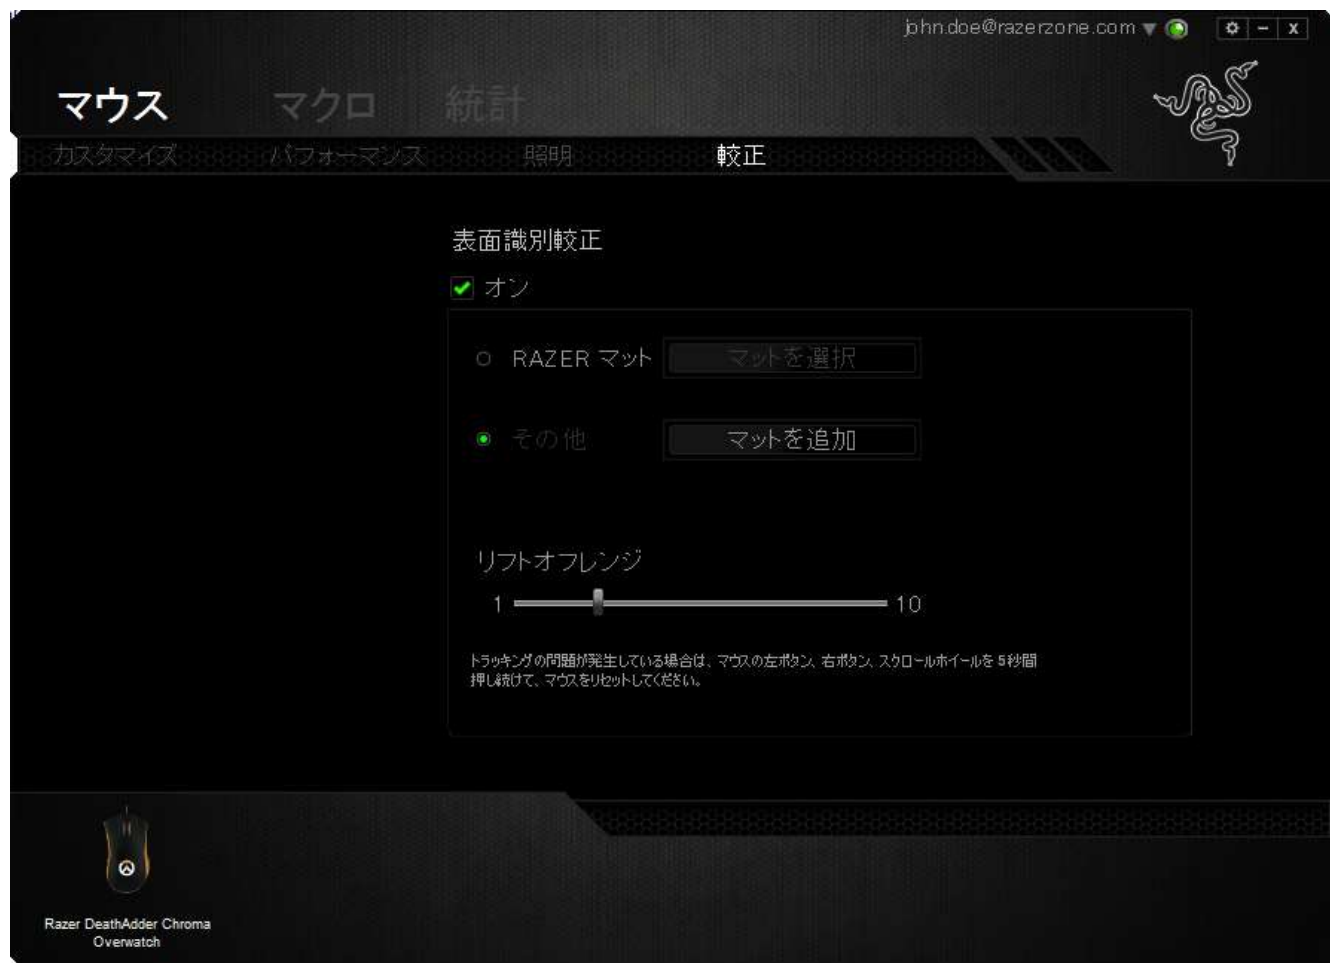 john.doe@razerzone.com
マウス マクロ 統計
カスタマイズ パフォーマンス 照明 較正
表面識別較正
オン
RAZER マット マットを選択
その他 マットを追加
リフトオフレンジ
1 10
トラッキングの問題が発生している場合は、マウスの左ボタン、右ボタン、スクロールホイールを 5 秒間
押し続けて、マウスをリセットしてください。
Razer DeathAdder Chroma
Overwatch